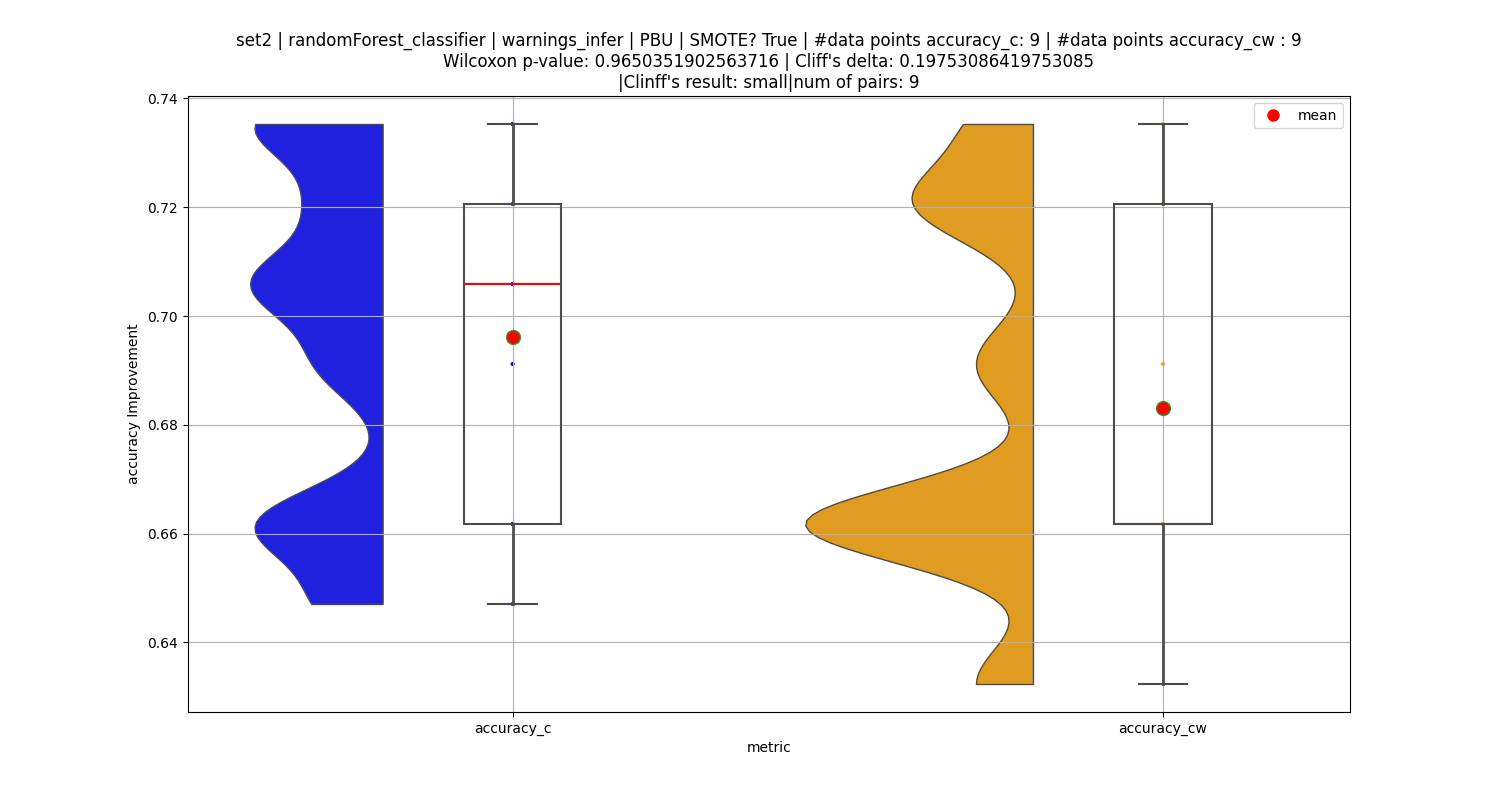 set2 | randomForest_classifier | warnings_infer | PBU | SMOTE? True | #data points accuracy_c: 9 | #data points accuracy_cw : 9
Wilcoxon p-value: 0.9650351902563716 | Cliff's delta: 0.19753086419753085
|Clinff's result: small|num of pairs: 9
mean
0.74
0.72
0.70
0.68
0.66
0.64
accuracy Improvement
accuracy_c
accuracy_cw
metric